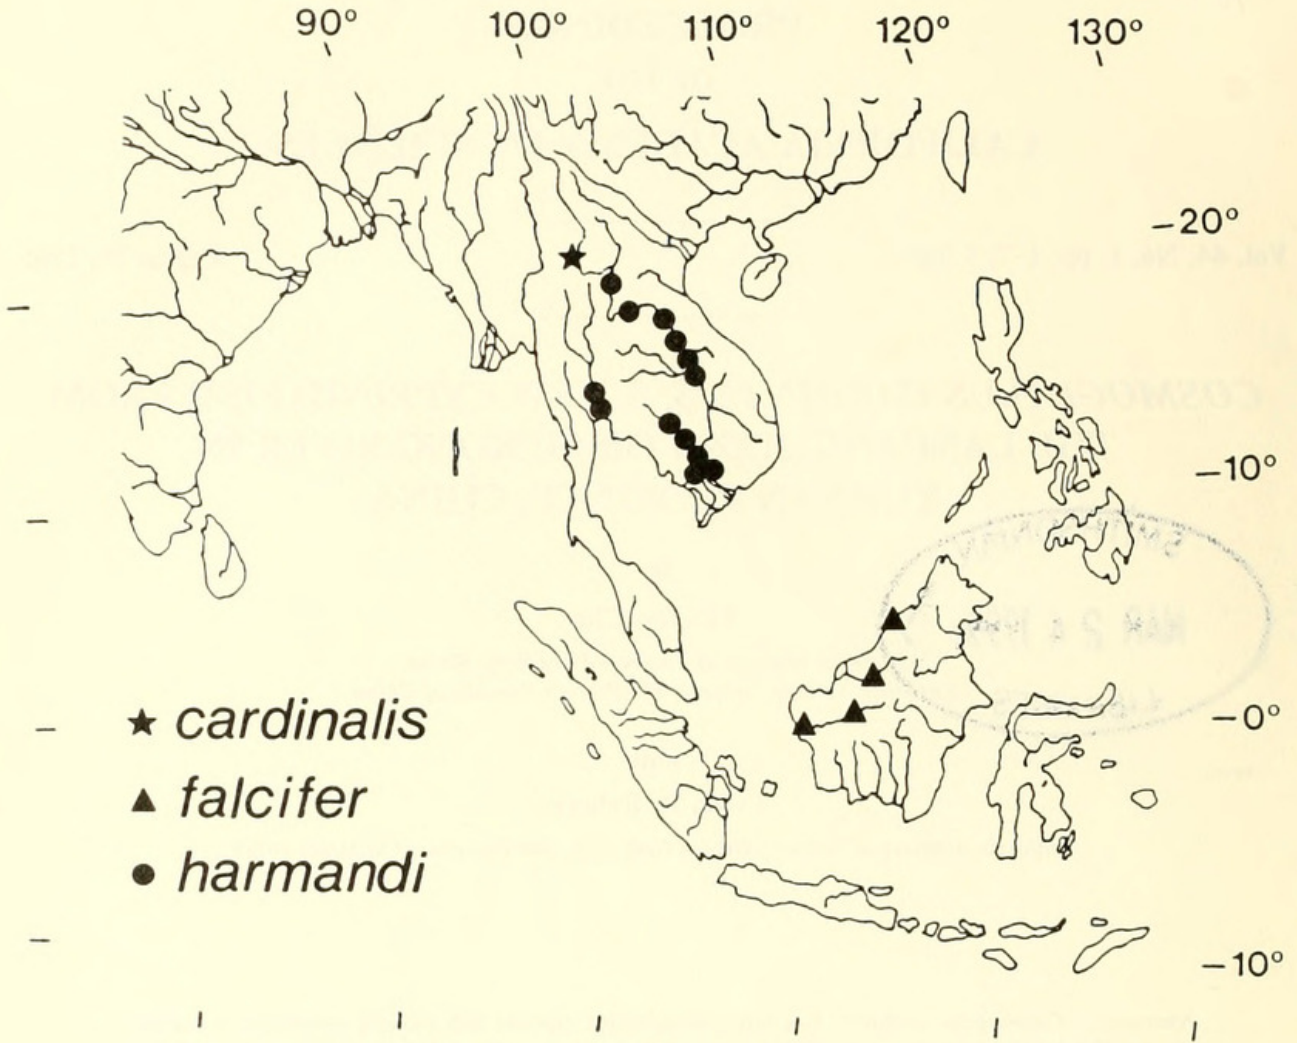 90° 100° 110° 120° 130°
–20°
–10°
–0°
★ cardinalis
▲ falcifer
● harmandi
–10°